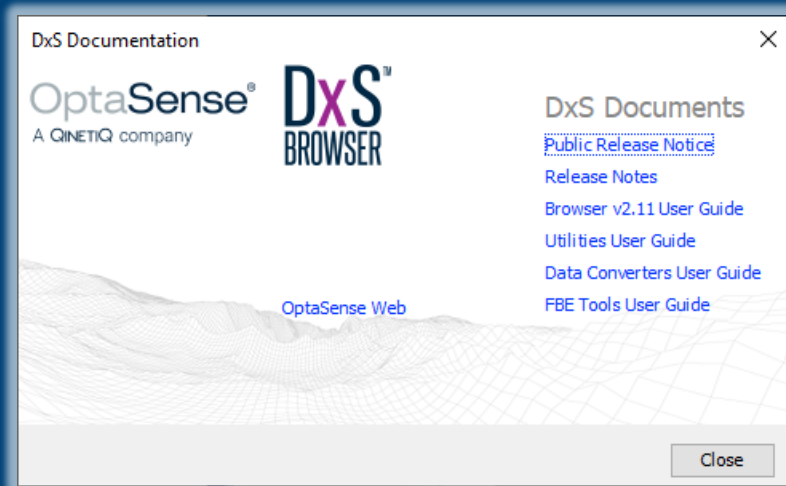 DxS Documentation
OptaSense®
A QINETIQ company
DxS™
BROWSER
DxS Documents
Public Release Notice
Release Notes
Browser v2.11 User Guide
Utilities User Guide
Data Converters User Guide
FBE Tools User Guide
OptaSense Web
Close